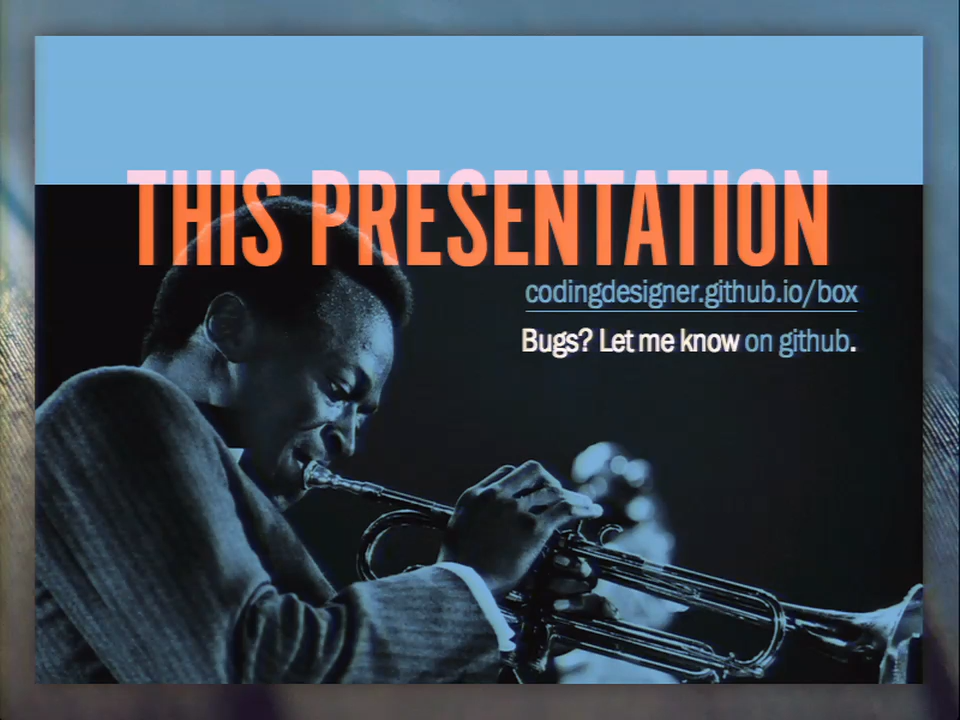 THIS PRESENTATION
codingdesigner.github.io/box
Bugs? Let me know on github.